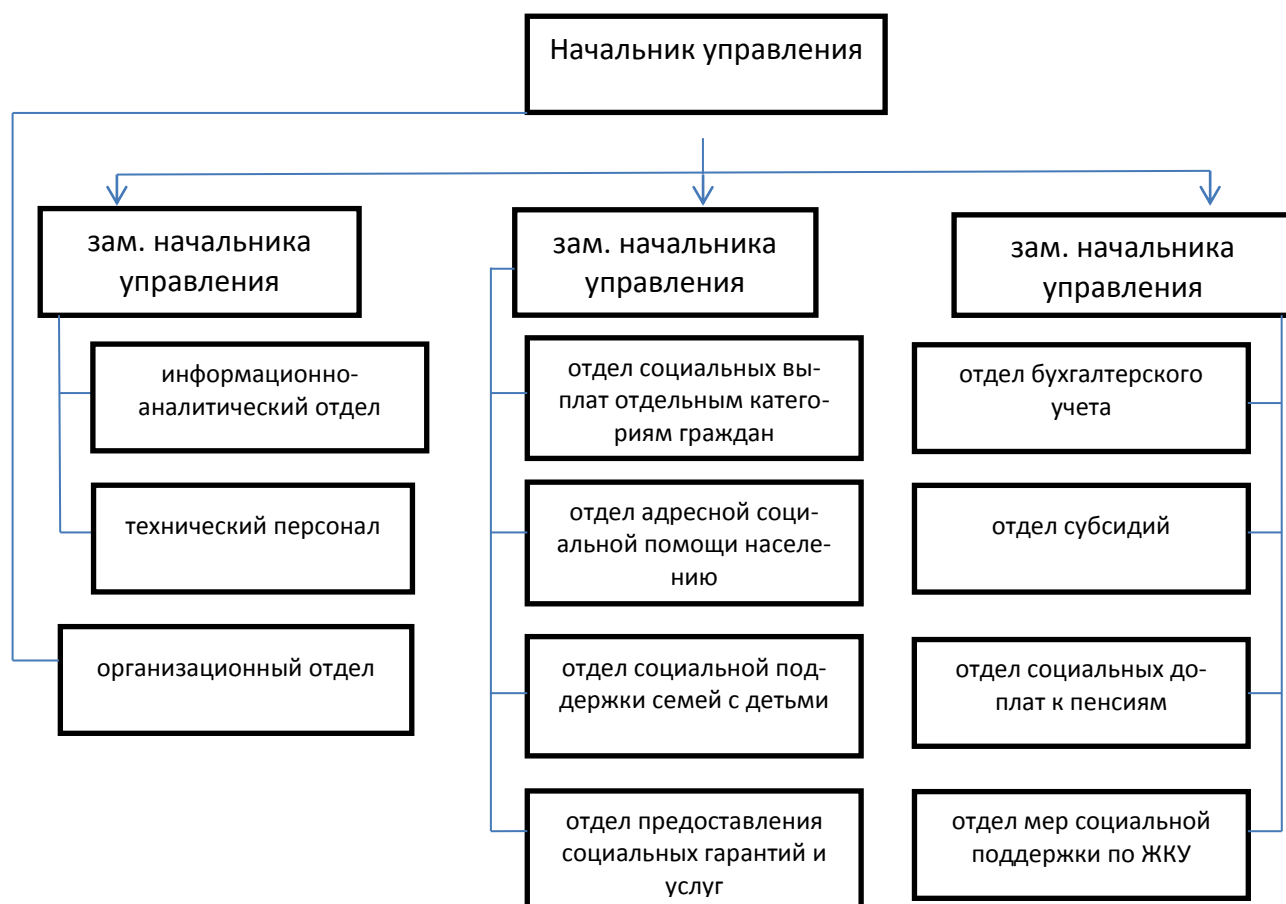 Начальник управления
зам. начальника
управления
зам. начальника
управления
зам. начальника
управления
информационно-
аналитический отдел
отдел социальных вы-
плат отдельным катего-
риям граждан
отдел бухгалтерского
учета
технический персонал
отдел адресной соци-
альной помощи населе-
нию
отдел субсидий
организационный отдел
отдел социальной под-
держки семей с детьми
отдел социальных до-
плат к пенсиям
отдел предоставления
социальных гарантий и
услуг
отдел мер социальной
поддержки по ЖКУ